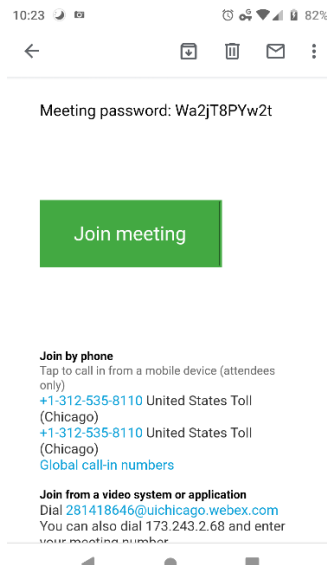 10:23 82%
Meeting password: Wa2jT8PYw2t
Join meeting
Join by phone
Tap to call in from a mobile device (attendees
only)
+1-312-535-8110 United States Toll
(Chicago)
+1-312-535-8110 United States Toll
(Chicago)
Global call-in numbers
Join from a video system or application
Dial 281418646@uichicago.webex.com
You can also dial 173.243.2.68 and enter
your meeting number